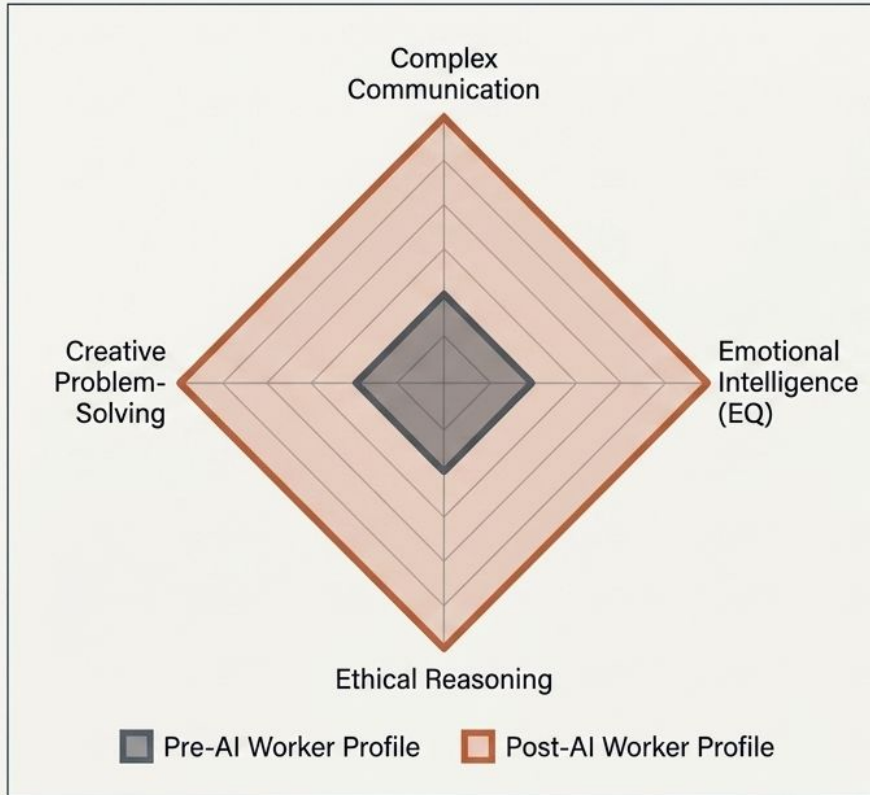 Complex
Communication
Creative
Problem-
Solving
Emotional
Intelligence
(EQ)
Ethical Reasoning
Pre-AI Worker Profile
Post-AI Worker Profile